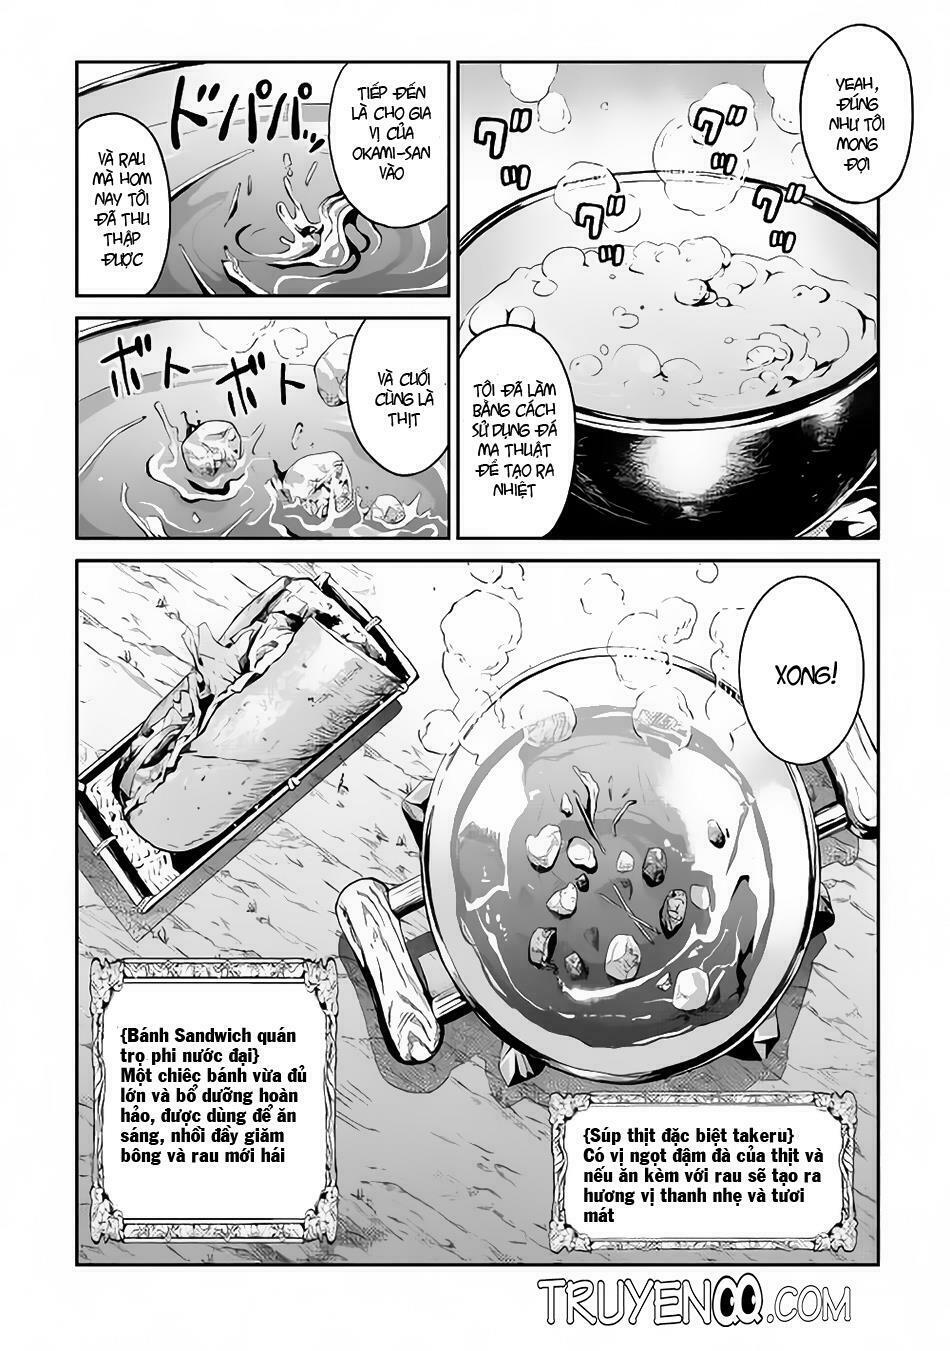 YEAH,
ĐÚNG
NHƯ TÔI
MONG
ĐỢI
グッ
グッ
グッ
グッ
TÔI ĐÃ LÀM
BẰNG CÁCH
SỬ DỤNG ĐÁ
MA THUẬT
ĐỂ TẠO RA
NHIỆT
TIẾP ĐẾN
LÀ CHO GIA
VỊ CỦA
OKAMI-SAN
VÀO
ドパパッ
VÀ RAU
MÀ HOM
NAY TÔI
ĐÃ THU
THẬP
ĐƯỢC
VÀ CUỐI
CÙNG LÀ
THỊT
ボト
ボト
XONG!
{Bánh Sandwich quán
trọ phi nước đại}
Một chiêc bánh vừa đủ
lớn và bổ dưỡng hoàn
hảo, được dùng để ăn
sáng, nhồi đầy giăm
bông và rau mới hái
{Súp thịt đặc biệt takeru}
Có vị ngọt đậm đà của thịt và
nếu ăn kèm với rau sẽ tạo ra
hương vị thanh nhẹ và tươi
mát
TRUYENQQ.COM